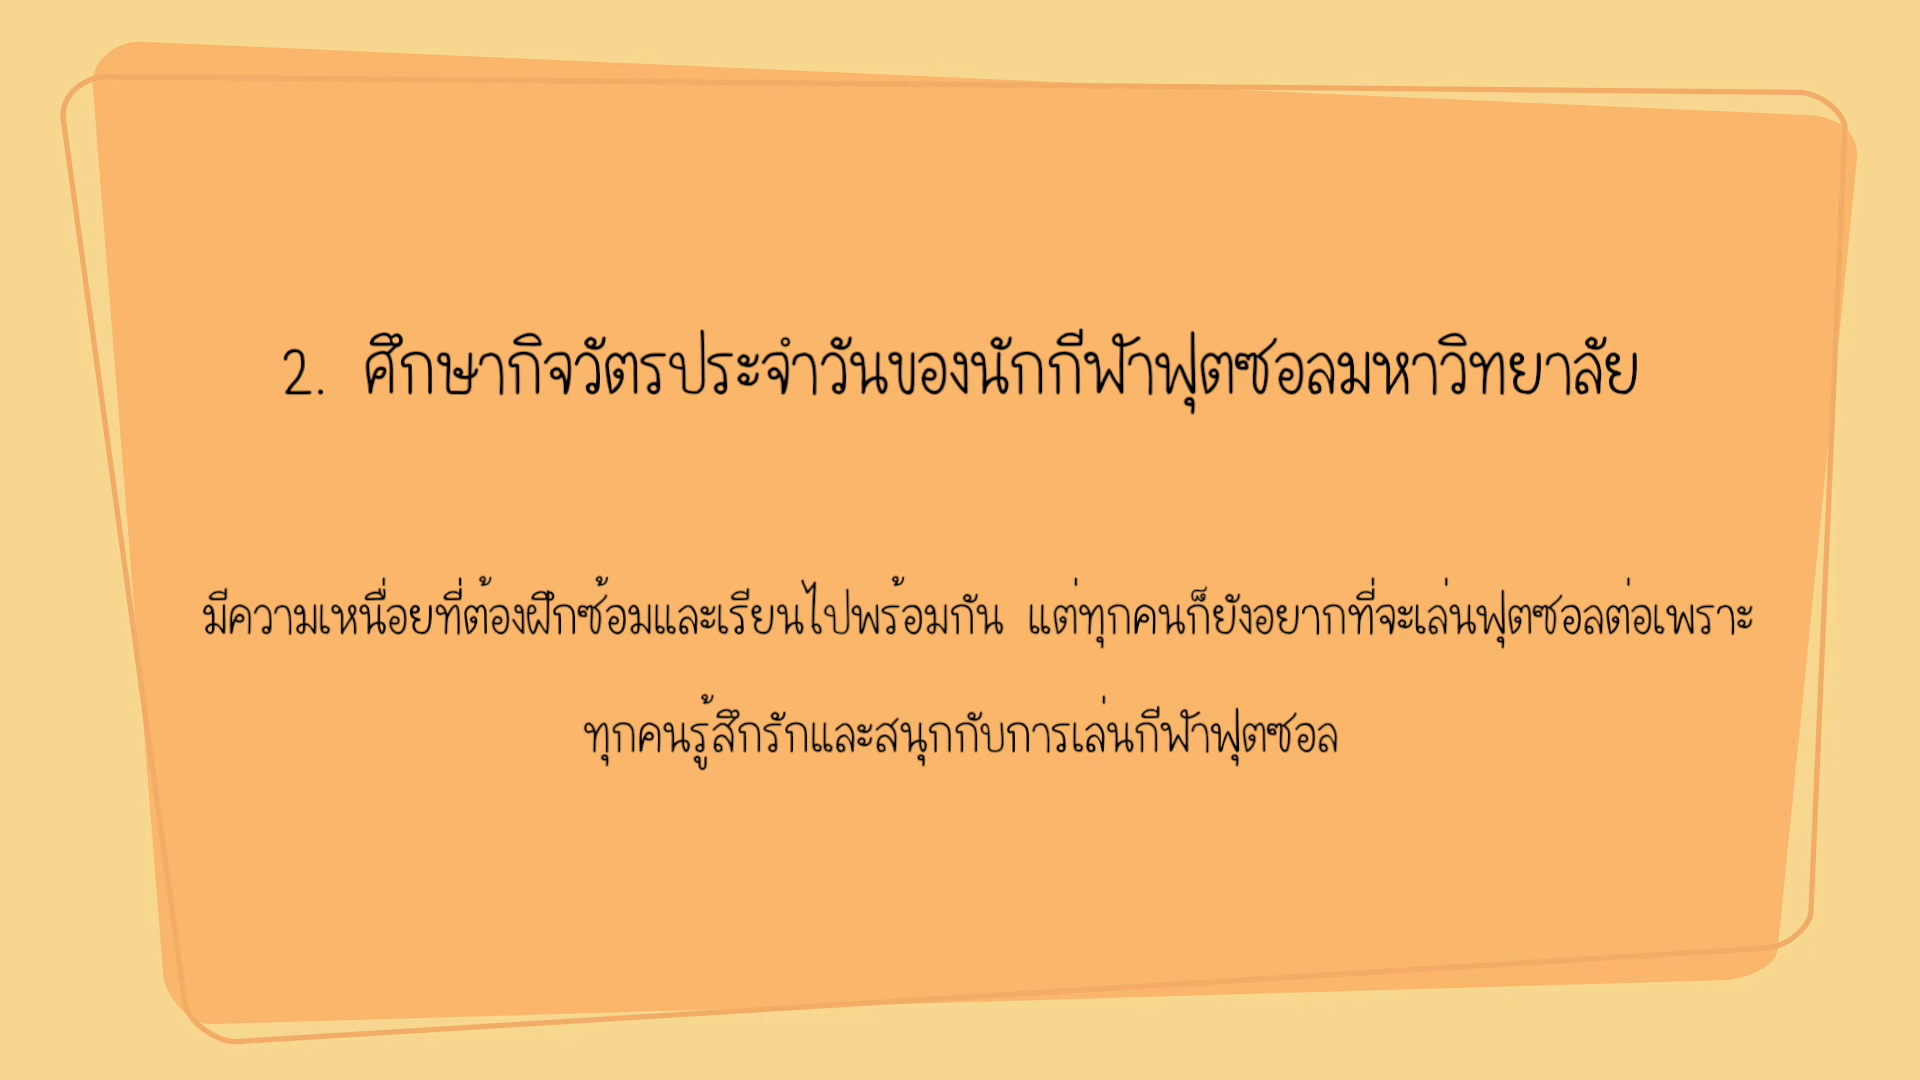 2. ศึกษากิจวัตรประจำวันของนักกีฬาฟุตซอลมหาวิทยาลัย
มีความเหนื่อยที่ต้องฝึกซ้อมและเรียนไปพร้อมกัน แต่ทุกคนก็ยังอยากที่จะเล่นฟุตซอลต่อเพราะ
ทุกคนรู้สึกรักและสนุกกับการเล่นกีฬาฟุตซอล